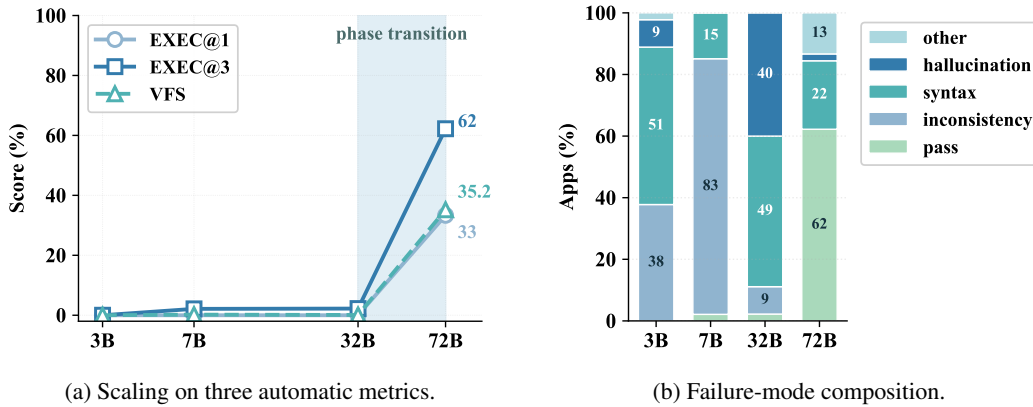 phase transition
EXEC@1
EXEC@3
VFS
Score (%)
100
80
60
40
20
0
62
35.2
33
3B
7B
32B
72B
(a) Scaling on three automatic metrics.
Apps (%)
100
80
60
40
20
0
9
51
38
15
83
40
49
9
13
22
62
3B
7B
32B
72B
other
hallucination
syntax
inconsistency
pass
(b) Failure-mode composition.